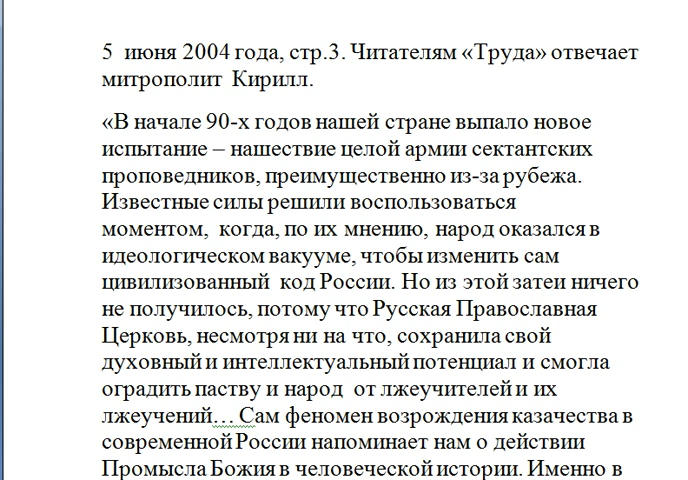 5 июня 2004 года, стр.3. Читателям «Труда» отвечает
митрополит Кирилл.
«В начале 90-х годов нашей стране выпало новое
испытание – нашествие целой армии сектантских
проповедников, преимущественно из-за рубежа.
Известные силы решили воспользоваться
моментом, когда, по их мнению, народ оказался в
идеологическом вакууме, чтобы изменить сам
цивилизованный код России. Но из этой затеи ничего
не получилось, потому что Русская Православная
Церковь, несмотря ни на что, сохранила свой
духовный и интеллектуальный потенциал и смогла
оградить паству и народ от лжеучителей и их
лжеучений… Сам феномен возрождения казачества в
современной России напоминает нам о действии
Промысла Божия в человеческой истории. Именно в